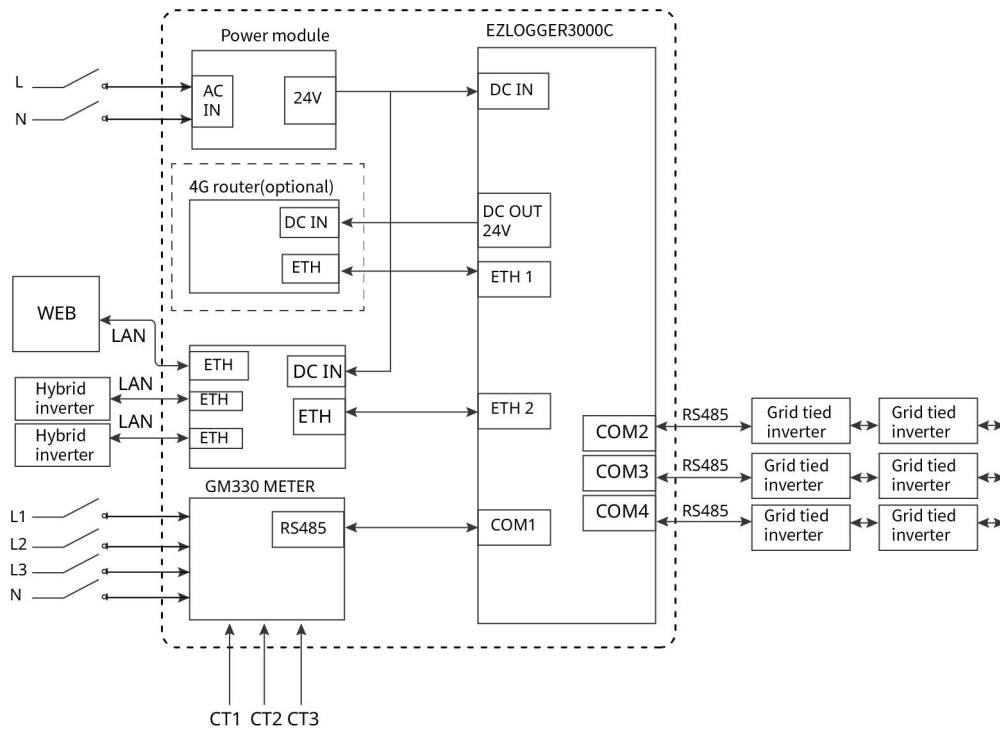 Power module
EZLOGGER3000C
L
N
AC
IN
24V
DC IN
4G router(optional)
DC IN
ETH
DC OUT
24V
ETH 1
WEB
LAN
ETH
DC IN
Hybrid
inverter
LAN
ETH
ETH
ETH 2
Hybrid
inverter
LAN
ETH
COM2
RS485
Grid tied
inverter
Grid tied
inverter
COM3
RS485
Grid tied
inverter
Grid tied
inverter
COM4
RS485
Grid tied
inverter
Grid tied
inverter
GM330 METER
L1
L2
L3
N
RS485
COM1
CT1
CT2
CT3